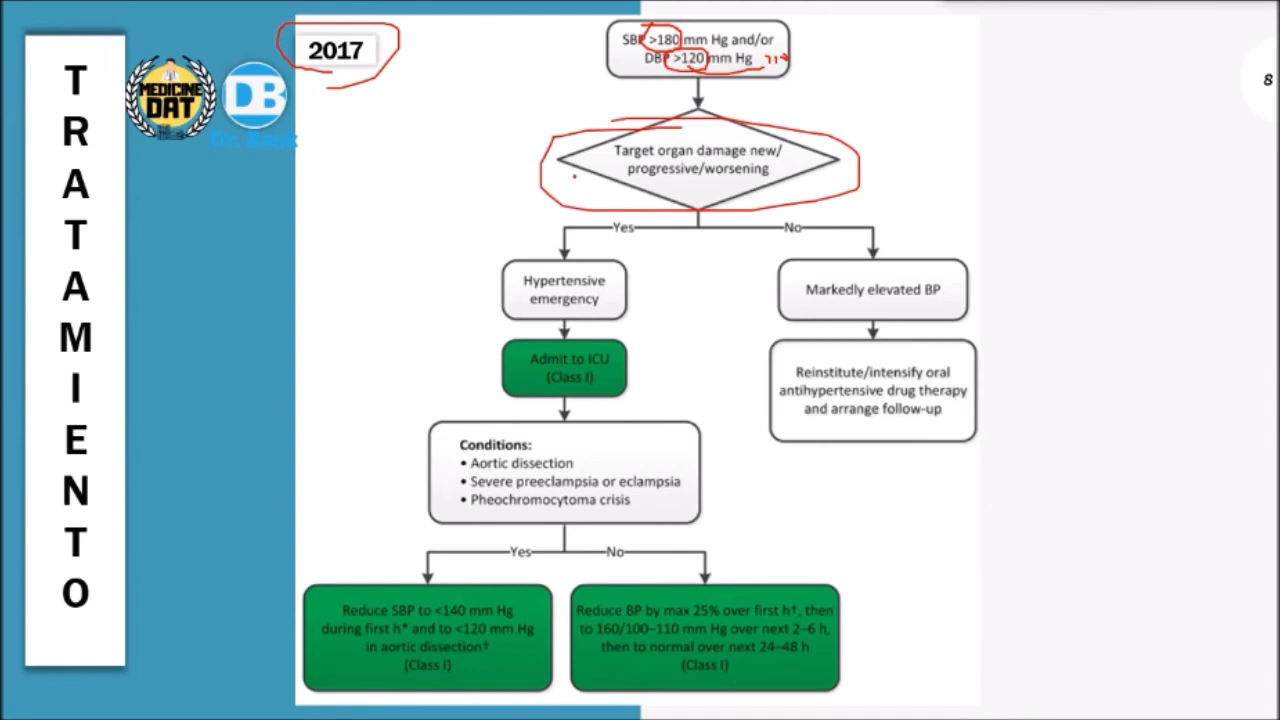 TRATAMIENTO
MEDICINE
DAT
DB
2017
SBP >180 mm Hg and/or
DBP >120 mm Hg
8
Target organ damage new/
progressive/worsening
Yes
No
Hypertensive
emergency
Markedly elevated BP
Admit to ICU
(Class I)
Reinstitute/intensify oral
antihypertensive drug therapy
and arrange follow-up
Conditions:
• Aortic dissection
• Severe preeclampsia or eclampsia
• Pheochromocytoma crisis
Yes
No
Reduce SBP to <140 mm Hg
during first h* and to <120 mm Hg
in aortic dissection†
(Class I)
Reduce BP by max 25% over first h†, then
to 160/100–110 mm Hg over next 2–6 h,
then to normal over next 24–48 h
(Class I)